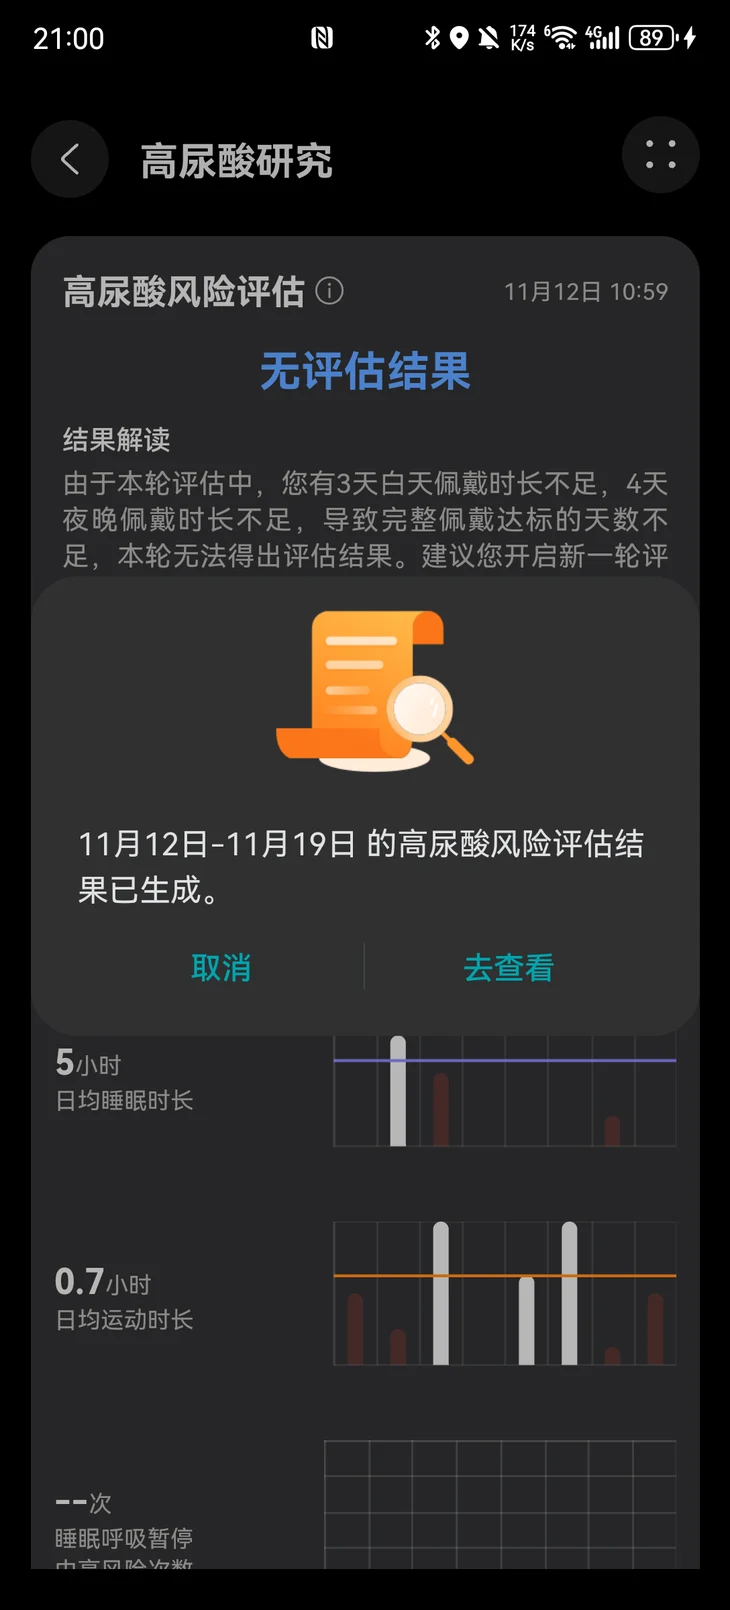 21:00
174 K/s
6
4G
89
高尿酸研究
高尿酸风险评估
11月12日 10:59
无评估结果
结果解读
由于本轮评估中，您有3天白天佩戴时长不足，4天
夜晚佩戴时长不足，导致完整佩戴达标的天数不
足，本轮无法得出评估结果。建议您开启新一轮评
11月12日-11月19日 的高尿酸风险评估结
果已生成。
取消
去查看
5小时
日均睡眠时长
0.7小时
日均运动时长
--次
睡眠呼吸暂停
中高风险次数